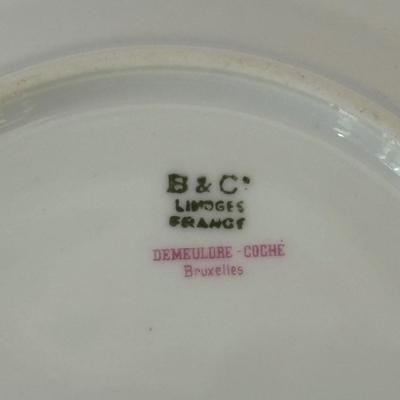 B & Cº
LIMOGES
FRANCE
DEMEULDRE - COCHÉ
Bruxelles